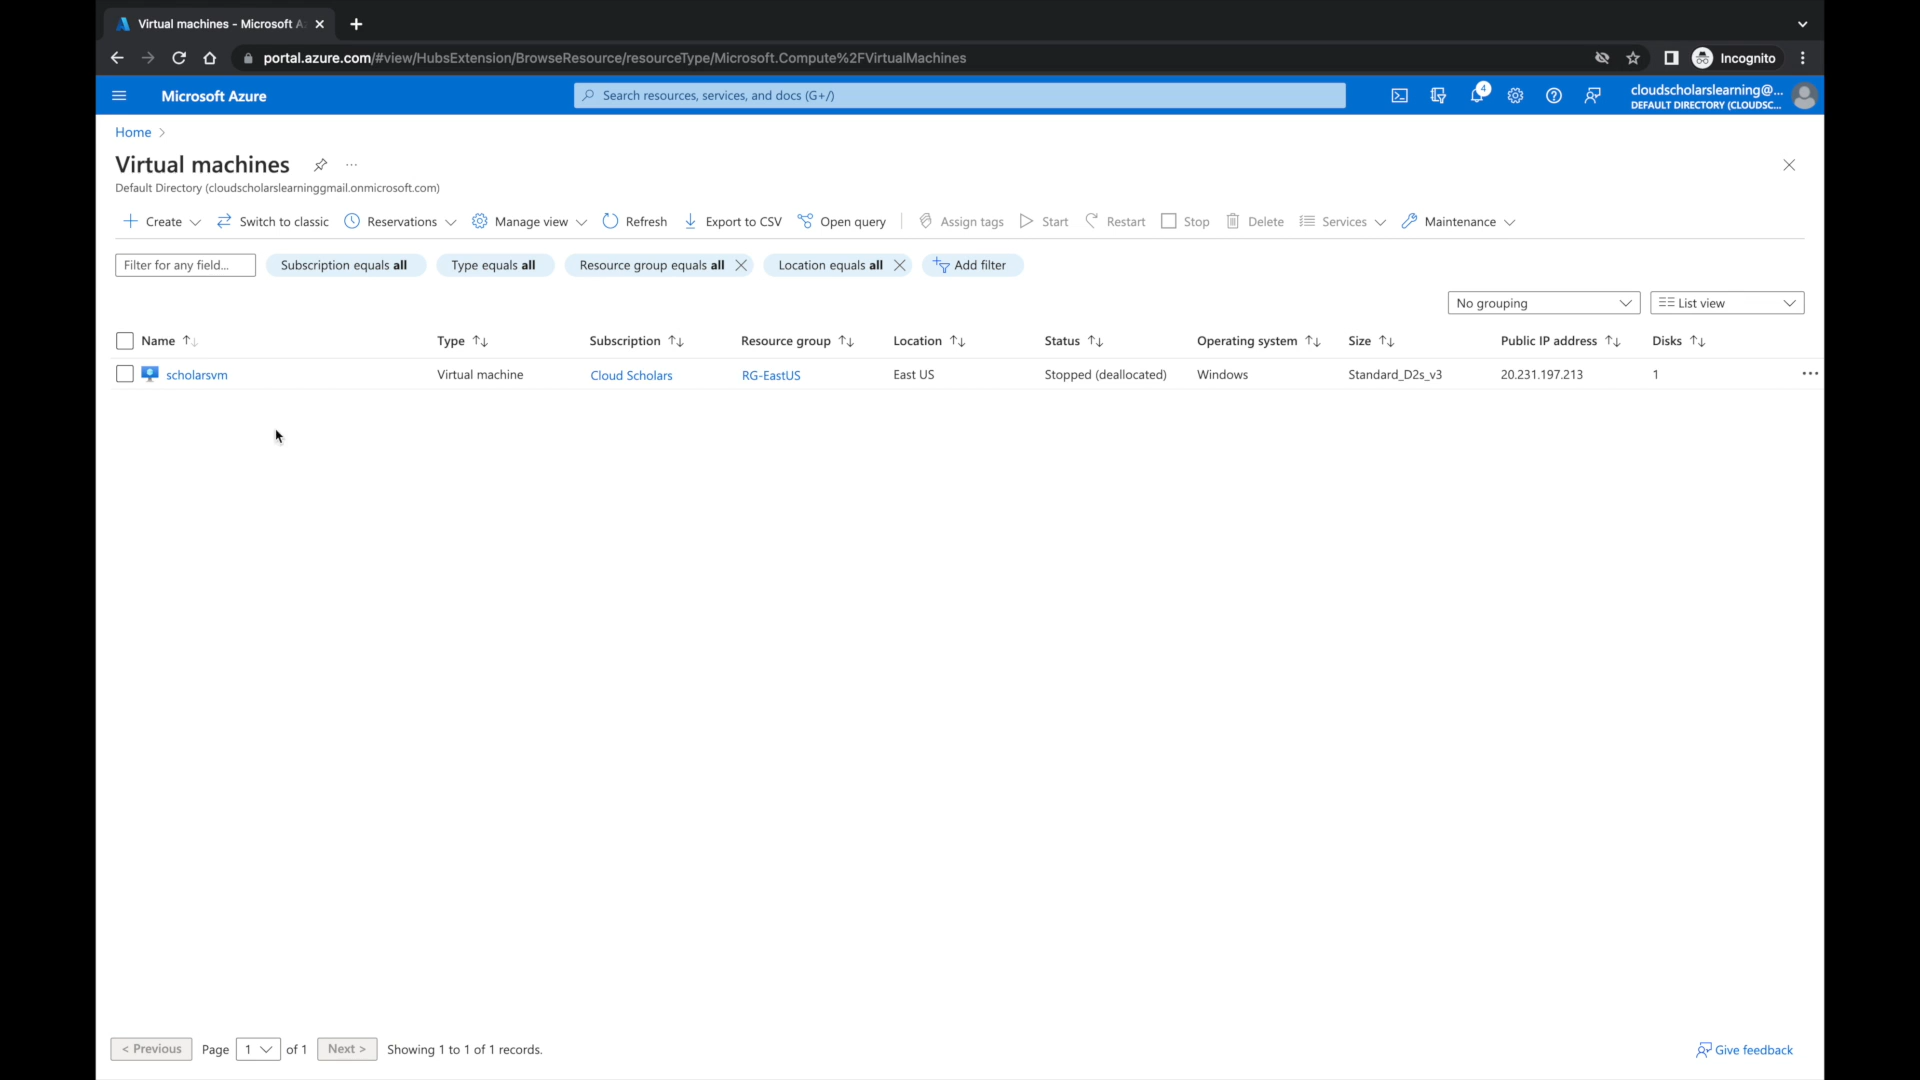 Virtual machines - Microsoft A
portal.azure.com/#view/HubsExtension/BrowseResource/resourceType/Microsoft.Compute%2FVirtualMachines
Incognito
Microsoft Azure
Search resources, services, and docs (G+/)
4
cloudscholarslearning@...
DEFAULT DIRECTORY (CLOUDSC...
Home
Virtual machines
Default Directory (cloudscholarslearninggmail.onmicrosoft.com)
Create Switch to classic Reservations Manage view Refresh Export to CSV Open query Assign tags Start Restart Stop Delete Services Maintenance
Filter for any field... Subscription equals all Type equals all Resource group equals all Location equals all Add filter
No grouping List view
Name Type Subscription Resource group Location Status Operating system Size Public IP address Disks
scholarsvm Virtual machine Cloud Scholars RG-EastUS East US Stopped (deallocated) Windows Standard_D2s_v3 20.231.197.213 1
< Previous Page 1 of 1 Next > Showing 1 to 1 of 1 records.
Give feedback